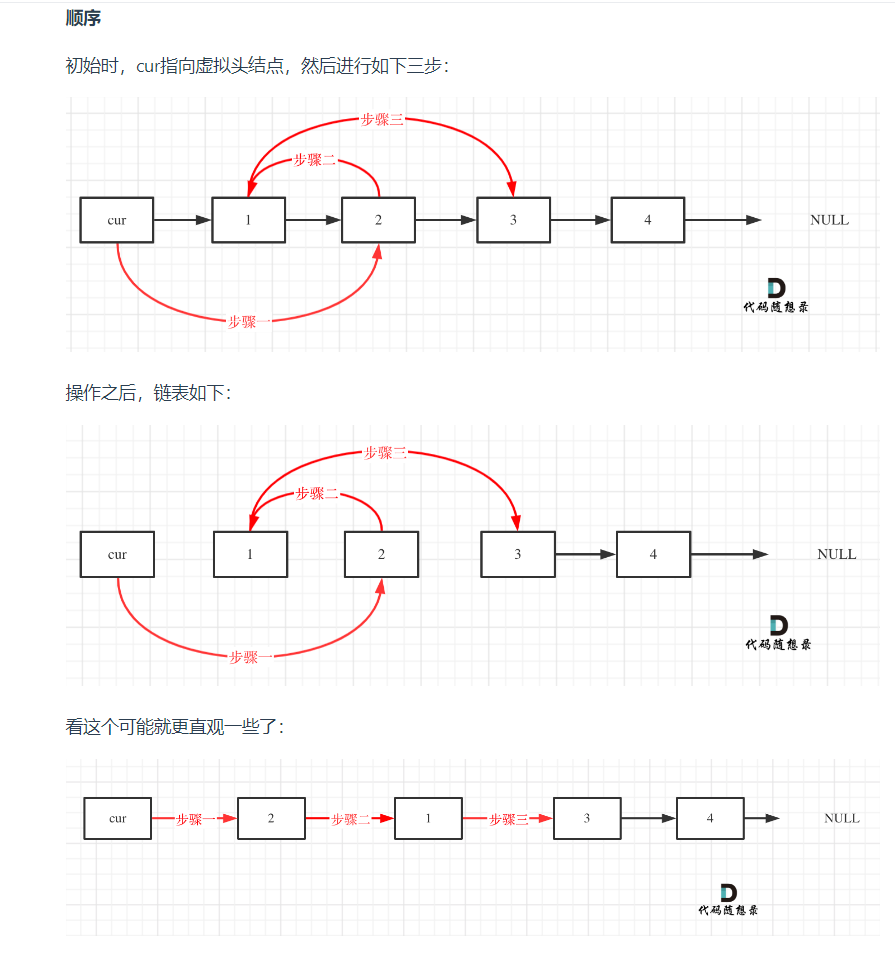 顺序
初始时，cur指向虚拟头结点，然后进行如下三步：
步骤三
步骤二
cur 1 2 3 4 NULL
步骤一
代码随想录
操作之后，链表如下：
步骤三
步骤二
cur 1 2 3 4 NULL
步骤一
代码随想录
看这个可能就更直观一些了：
cur 步骤一 2 步骤二 1 步骤三 3 4 NULL
代码随想录